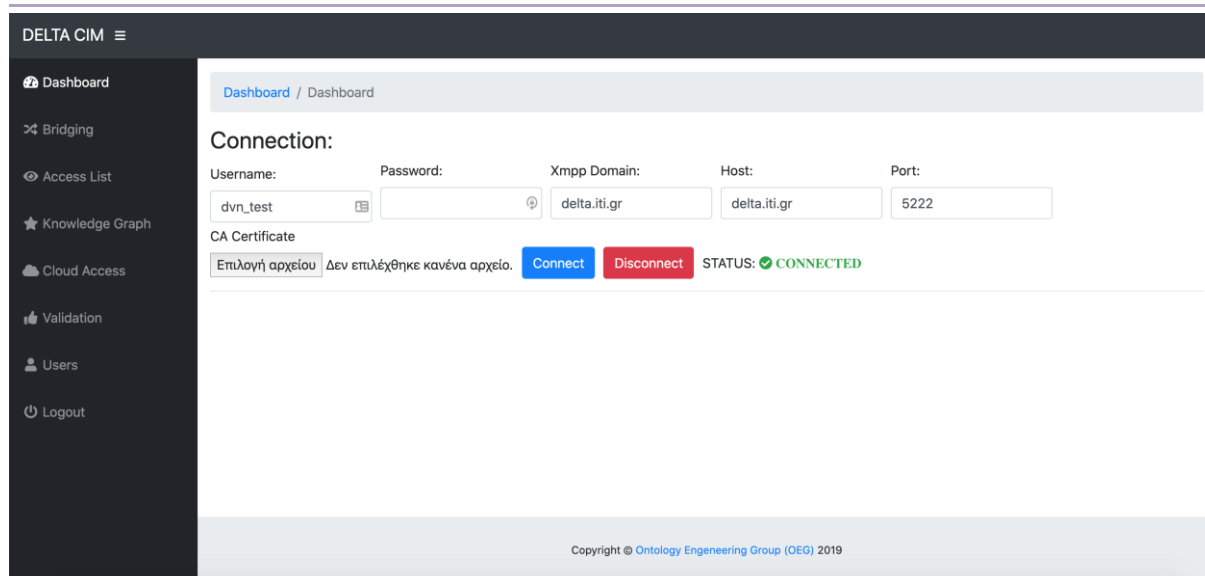 DELTA CIM
Dashboard
Bridging
Access List
Knowledge Graph
Cloud Access
Validation
Users
Logout
Dashboard / Dashboard
Connection:
Username: Password: Xmpp Domain: Host: Port:
dvn_test delta.iti.gr delta.iti.gr 5222
CA Certificate
Επιλογή αρχείου Δεν επιλέχθηκε κανένα αρχείο. Connect Disconnect STATUS: CONNECTED
Copyright © Ontology Engeneering Group (OEG) 2019